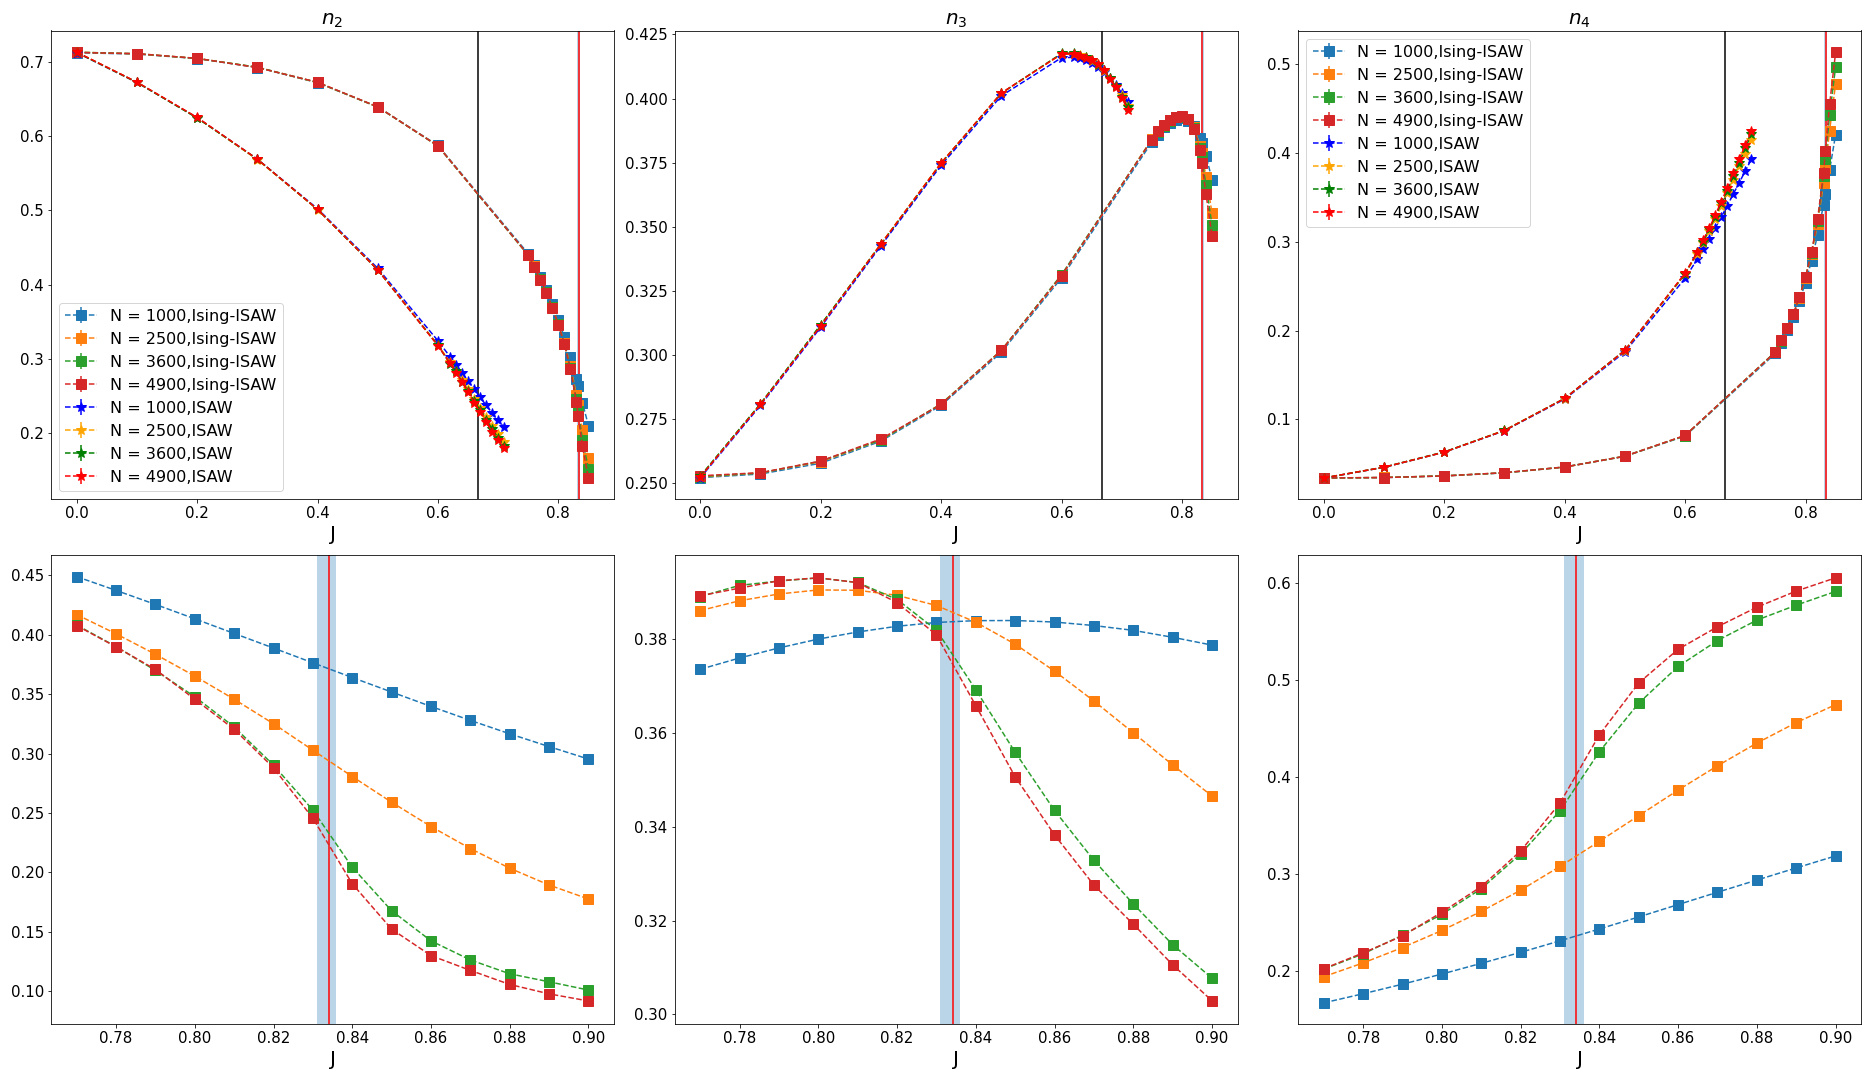 n₂
0.7
0.6
0.5
0.4
0.3
0.2
N = 1000,Ising-ISAW
N = 2500,Ising-ISAW
N = 3600,Ising-ISAW
N = 4900,Ising-ISAW
N = 1000,ISAW
N = 2500,ISAW
N = 3600,ISAW
N = 4900,ISAW
0.0 0.2 0.4 0.6 0.8
J
n₃
0.425
0.400
0.375
0.350
0.325
0.300
0.275
0.250
0.0 0.2 0.4 0.6 0.8
J
n₄
N = 1000,Ising-ISAW
N = 2500,Ising-ISAW
N = 3600,Ising-ISAW
N = 4900,Ising-ISAW
N = 1000,ISAW
N = 2500,ISAW
N = 3600,ISAW
N = 4900,ISAW
0.5
0.4
0.3
0.2
0.1
0.0 0.2 0.4 0.6 0.8
J
0.45
0.40
0.35
0.30
0.25
0.20
0.15
0.10
0.78 0.80 0.82 0.84 0.86 0.88 0.90
J
0.38
0.36
0.34
0.32
0.30
0.78 0.80 0.82 0.84 0.86 0.88 0.90
J
0.6
0.5
0.4
0.3
0.2
0.78 0.80 0.82 0.84 0.86 0.88 0.90
J